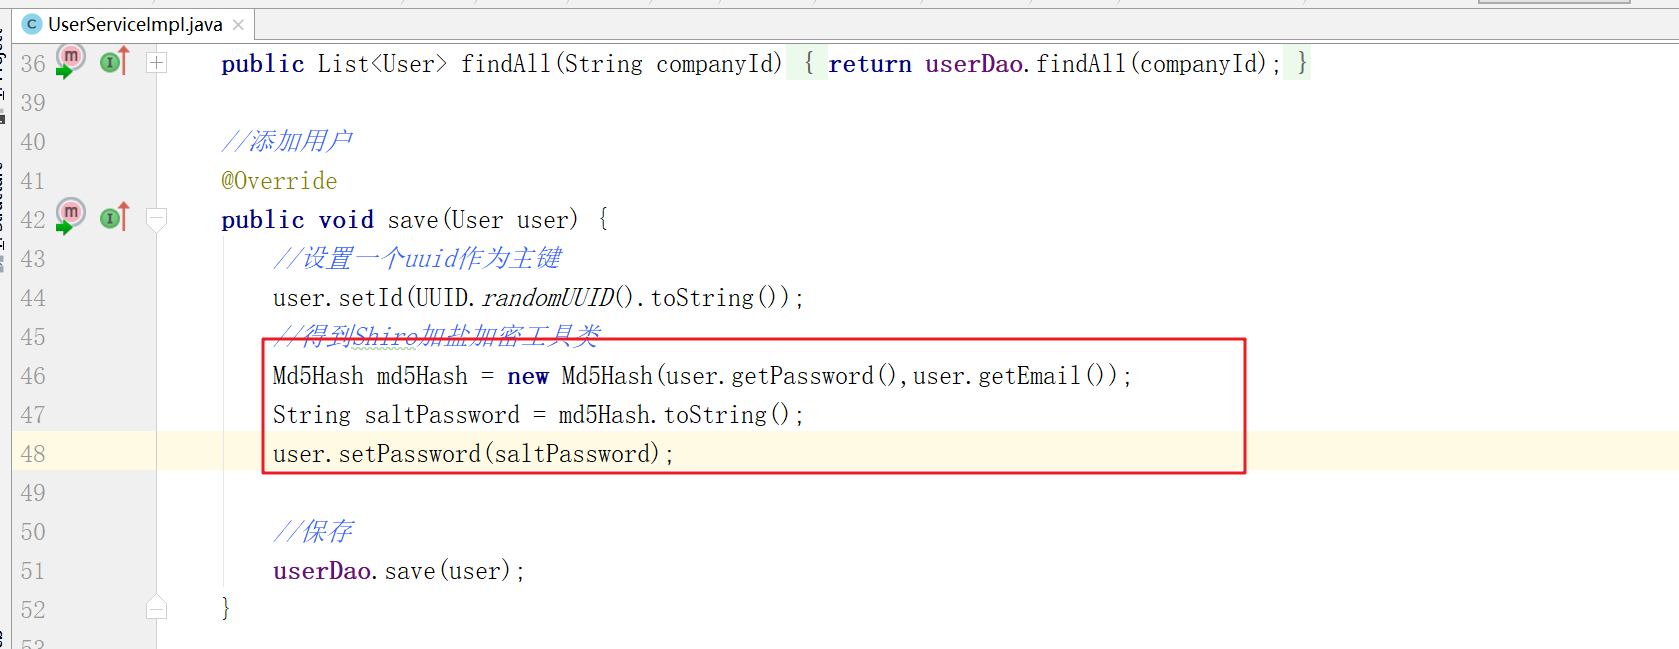 UserServiceImpl.java
36 public List<User> findAll(String companyId) { return userDao.findAll(companyId); }
39
40 //添加用户
41 @Override
42 public void save(User user) {
43 //设置一个uuid作为主键
44 user.setId(UUID.randomUUID().toString());
45 //得到Shiro加盐加密工具类
46 Md5Hash md5Hash = new Md5Hash(user.getPassword(),user.getEmail());
47 String saltPassword = md5Hash.toString();
48 user.setPassword(saltPassword);
49
50 //保存
51 userDao.save(user);
52 }
53